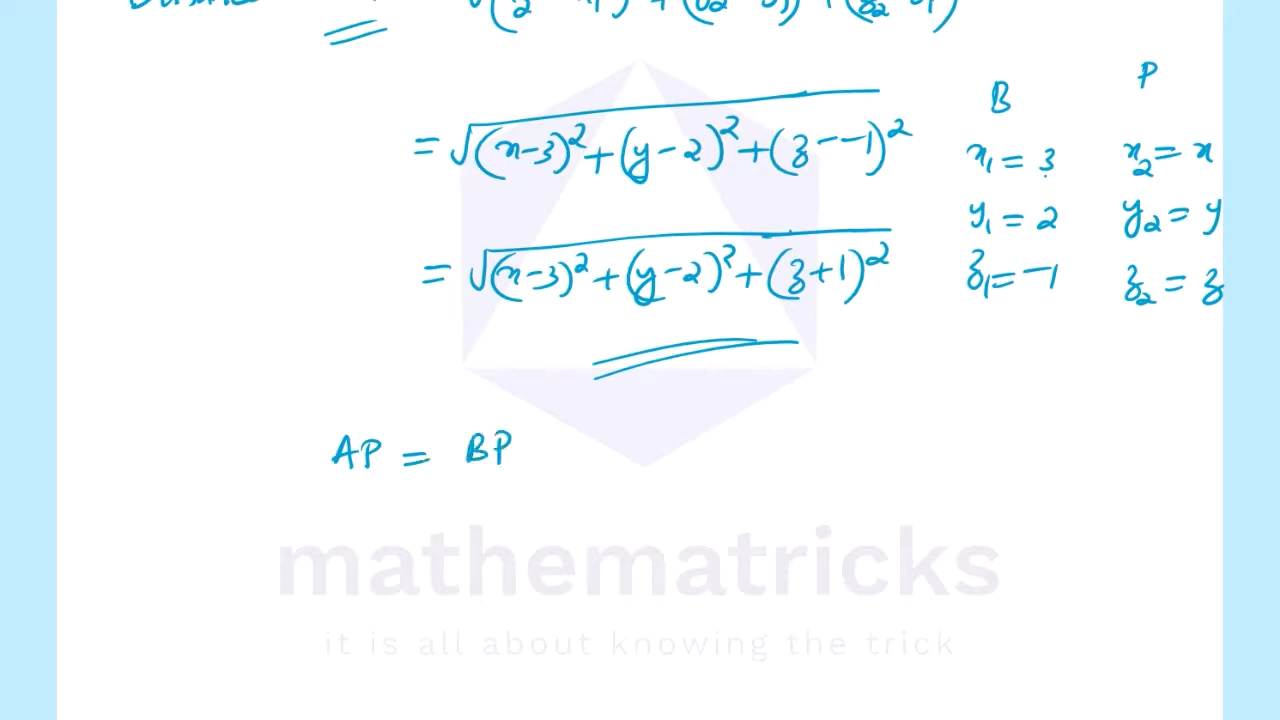 = √(x-3)² + (y-2)² + (z--1)²
= √(x-3)² + (y-2)² + (z+1)²
B
x₁ = 3
y₁ = 2
z₁ = -1
P
x₂ = x
y₂ = y
z₂ = z
AP = BP
mathematricks
it is all about knowing the trick